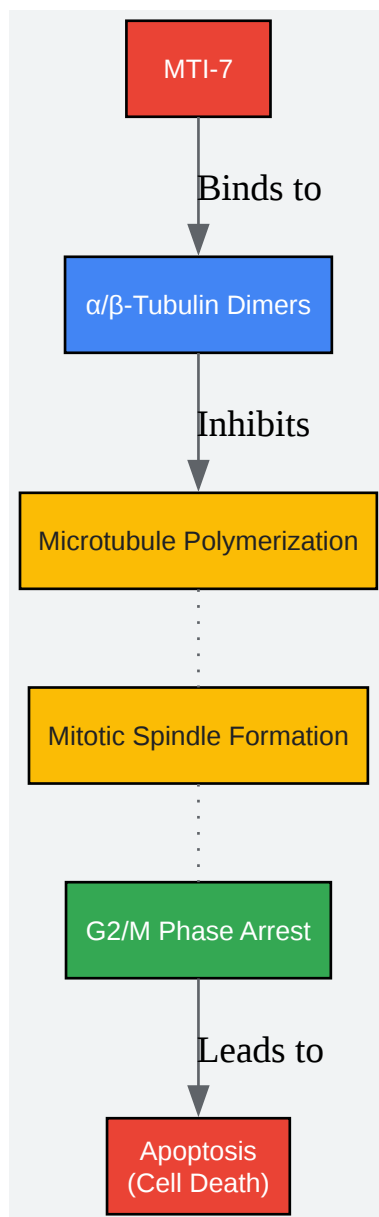 MTI-7
Binds to
α/β-Tubulin Dimers
Inhibits
Microtubule Polymerization
Mitotic Spindle Formation
G2/M Phase Arrest
Leads to
Apoptosis
(Cell Death)